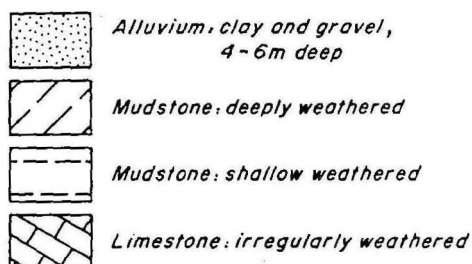 Alluvium: clay and gravel,
4-6m deep
Mudstone: deeply weathered
Mudstone: shallow weathered
Limestone: irregularly weathered